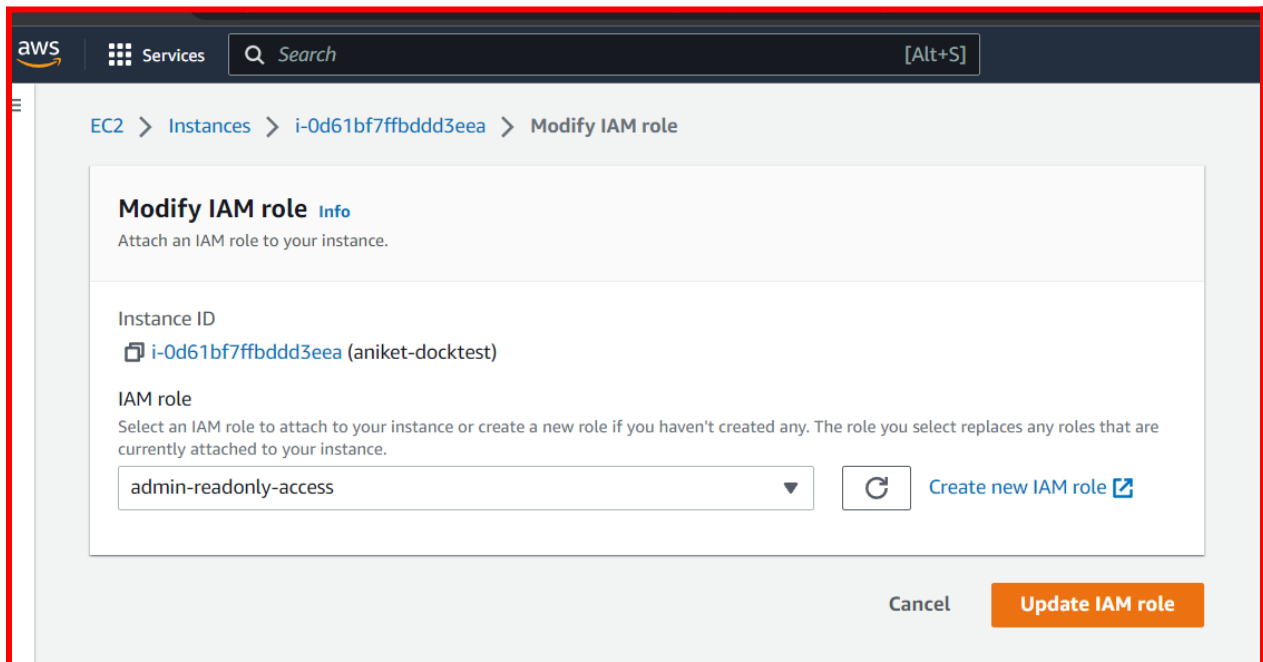 aws Services Search [Alt+S]
EC2 Instances i-0d61bf7ffbddd3eea Modify IAM role
Modify IAM role Info
Attach an IAM role to your instance.
Instance ID
i-0d61bf7ffbddd3eea (aniket-docktest)
IAM role
Select an IAM role to attach to your instance or create a new role if you haven't created any. The role you select replaces any roles that are
currently attached to your instance.
admin-readonly-access Create new IAM role
Cancel Update IAM role